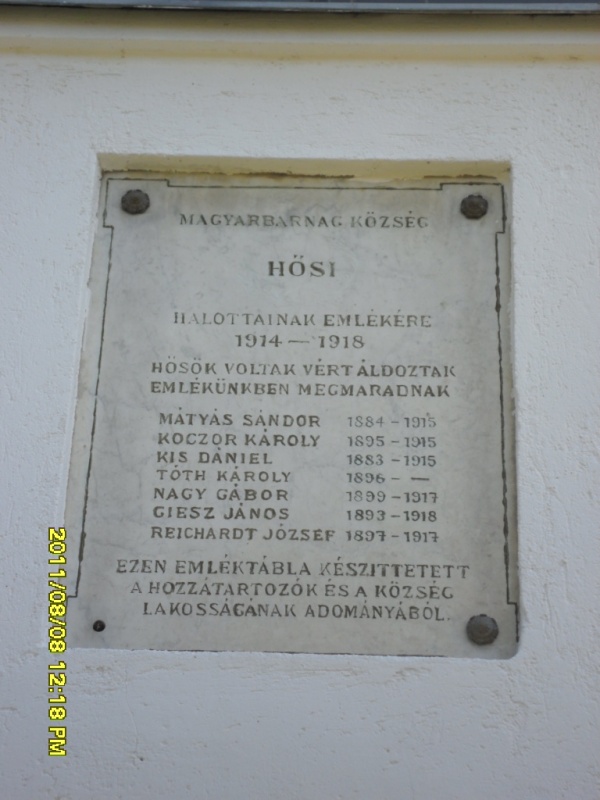 MAGYARBARNAG KÖZSÉG
HŐSI
HALOTTAINAK EMLÉKÉRE
1914 — 1918
HŐSÖK VOLTAK VÉRT ÁLDOZTAK
EMLÉKÜNKBEN MEGMARADNAK
MÁTYÁS SÁNDOR 1884 – 1915
KOCZOR KÁROLY 1895 – 1915
KIS DÁNIEL 1883 – 1915
TÓTH KÁROLY 1896 – —
NAGY GÁBOR 1899 – 1917
GIESZ JÁNOS 1893 – 1918
REICHARDT JÓZSEF 1897 – 1917
EZEN EMLÉKTÁBLA KÉSZITTETETT
A HOZZÁTARTOZÓK ÉS A KÖZSÉG
LAKOSSÁGÁNAK ADOMÁNYÁBÓL.
2011/08/08 12:18 PM